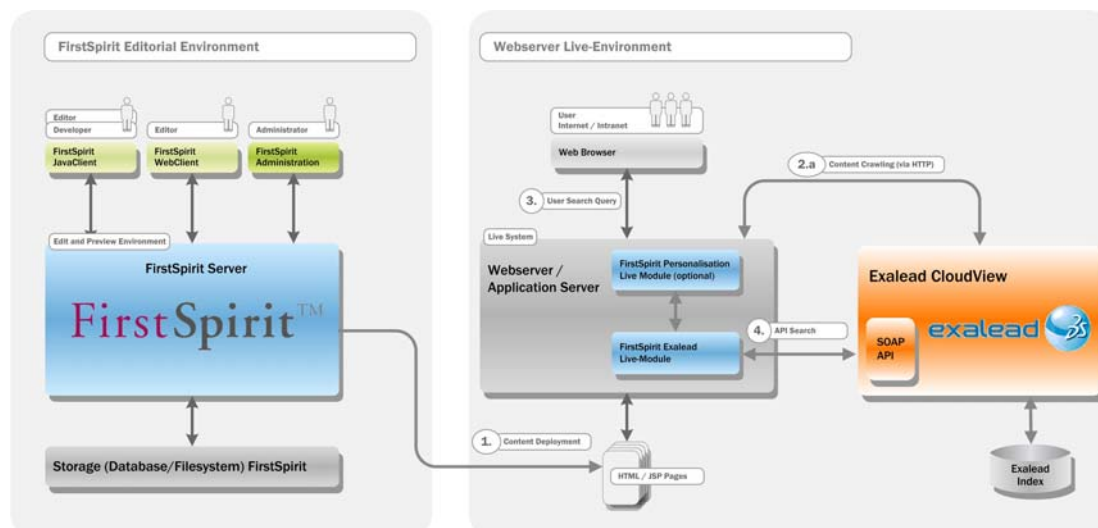 FirstSpirit Editorial Environment
Editor
Developer
FirstSpirit
JavaClient
Editor
FirstSpirit
WebClient
Administrator
FirstSpirit
Administration
Edit and Preview Environment
FirstSpirit Server
FirstSpirit™
Storage (Database/Filesystem) FirstSpirit
Webserver Live-Environment
User
Internet / Intranet
Web Browser
2.a Content Crawling (via HTTP)
3. User Search Query
Live System
Webserver /
Application Server
FirstSpirit Personalisation
Live Module (optional)
FirstSpirit Exalead
Live-Module
4. API Search
Exalead CloudView
exalead
SOAP
API
1. Content Deployment
HTML / JSP Pages
Exalead
Index